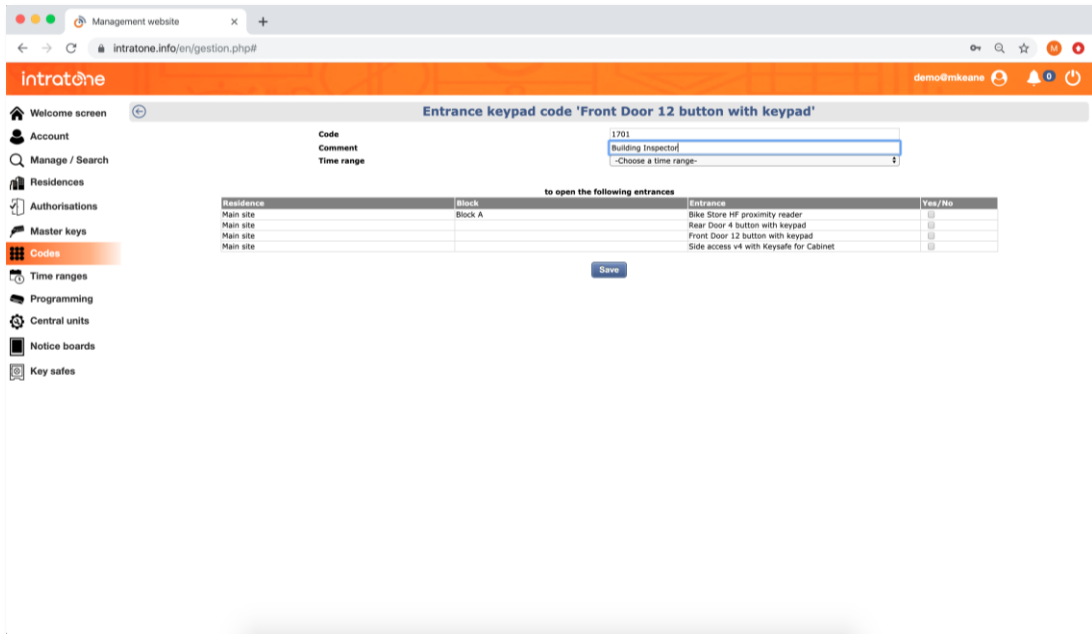 Management website
intratone.info/en/gestion.php#
M
intratone
demo@mkeane
0
Welcome screen
Account
Manage / Search
Residences
Authorisations
Master keys
Codes
Time ranges
Programming
Central units
Notice boards
Key safes
Entrance keypad code 'Front Door 12 button with keypad'
Code 1701
Comment Building Inspector
Time range -Choose a time range-
to open the following entrances
Residence Block Entrance Yes/No
Main site Block A Bike Store HF proximity reader
Main site Rear Door 4 button with keypad
Main site Front Door 12 button with keypad
Main site Side access v4 with Keysafe for Cabinet
Save